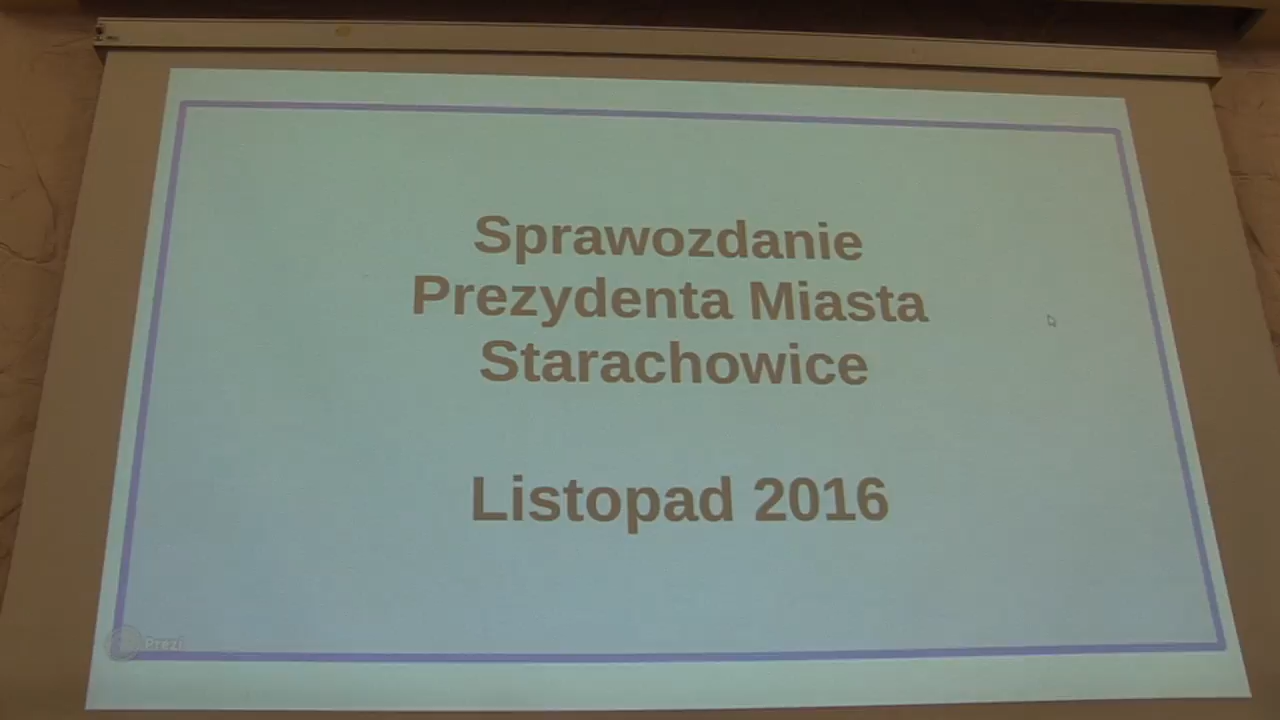 Sprawozdanie
Prezydenta Miasta
Starachowice
Listopad 2016
Prezi